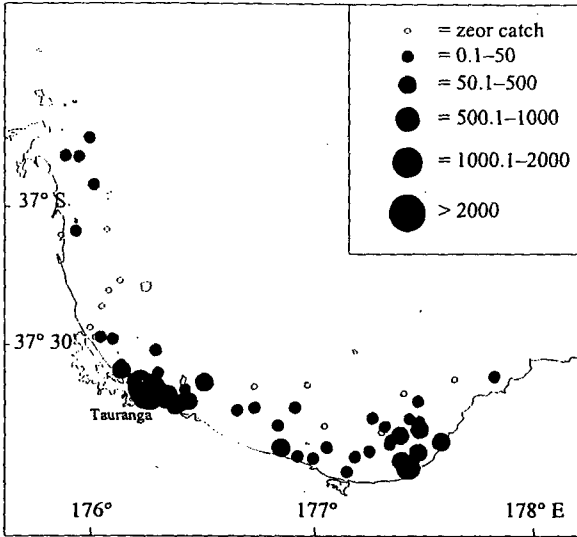 = zeor catch
= 0.1–50
= 50.1–500
= 500.1–1000
= 1000.1–2000
> 2000
37° S
37° 30
Tauranga
176°
177°
178° E